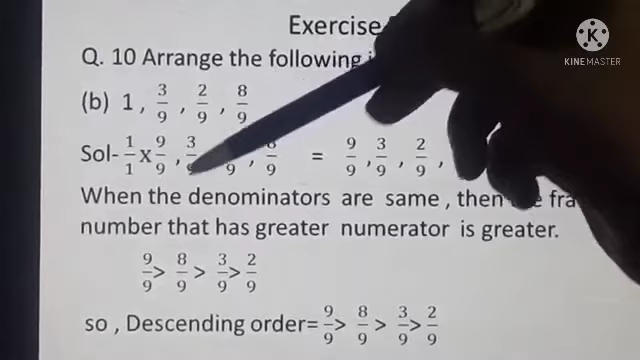 Exercise
Q. 10 Arrange the following
(b) 1 , 3/9 , 2/9 , 8/9
Sol- 1/1 x 9/9 , 3/ /9 , /9 = 9/9 , 3/9 , 2/9 ,
When the denominators are same , then fra
number that has greater numerator is greater.
9/9 > 8/9 > 3/9 > 2/9
so , Descending order= 9/9 > 8/9 > 3/9 > 2/9
K
KINEMASTER